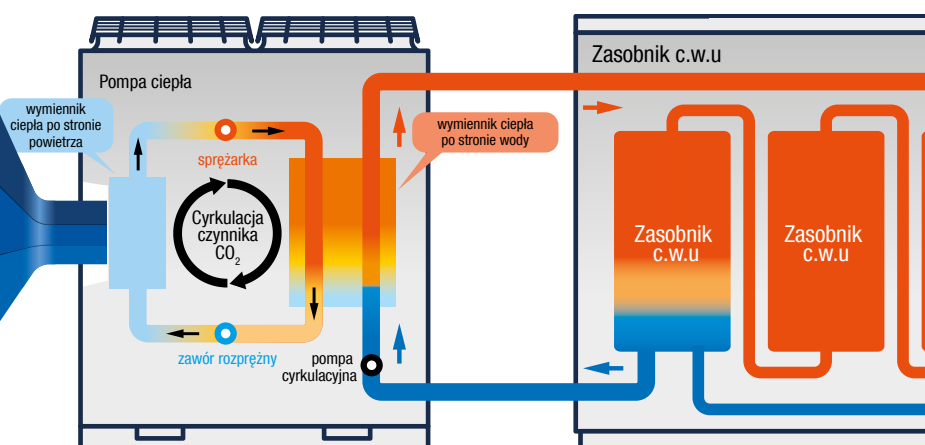 Zasobnik c.w.u
Pompa ciepła
wymiennik
ciepła po stronie
powietrza
wymiennik ciepła
po stronie wody
sprężarka
Cyrkulacja
czynnika
CO₂
Zasobnik
c.w.u
Zasobnik
c.w.u
zawór rozprężny
pompa
cyrkulacyjna